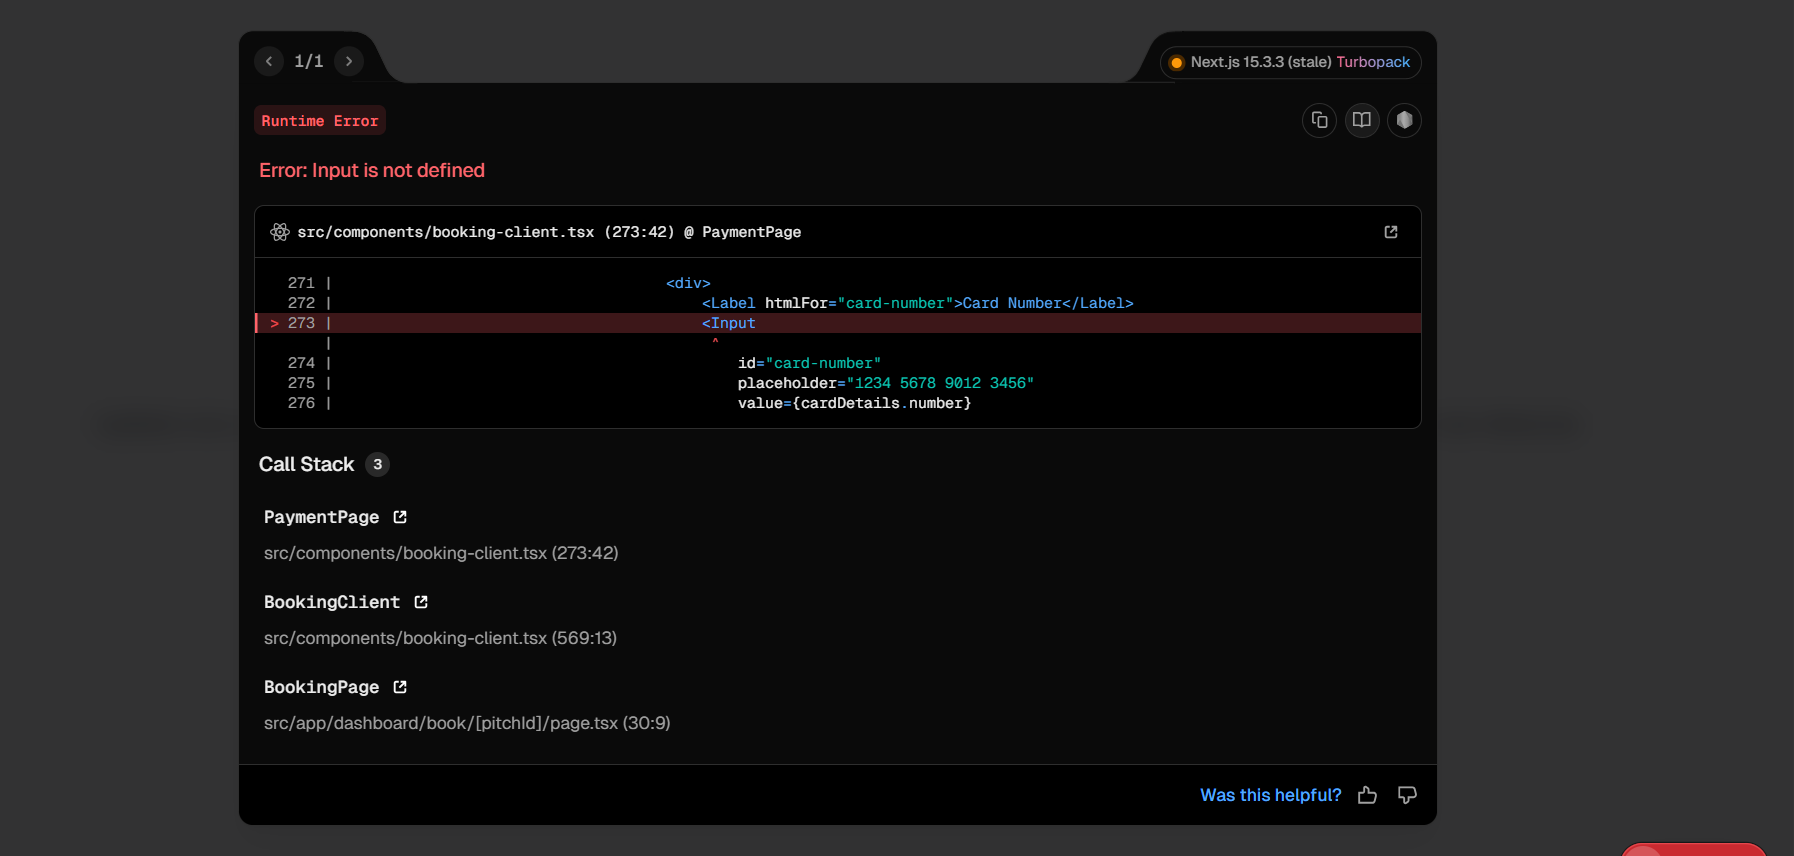 1/1
Next.js 15.3.3 (stale) Turbopack
Runtime Error
Error: Input is not defined
src/components/booking-client.tsx (273:42) @ PaymentPage
271 | <div>
272 | <Label htmlFor="card-number">Card Number</Label>
> 273 | <Input
| ^
274 | id="card-number"
275 | placeholder="1234 5678 9012 3456"
276 | value={cardDetails.number}
Call Stack 3
PaymentPage
src/components/booking-client.tsx (273:42)
BookingClient
src/components/booking-client.tsx (569:13)
BookingPage
src/app/dashboard/book/[pitchId]/page.tsx (30:9)
Was this helpful?